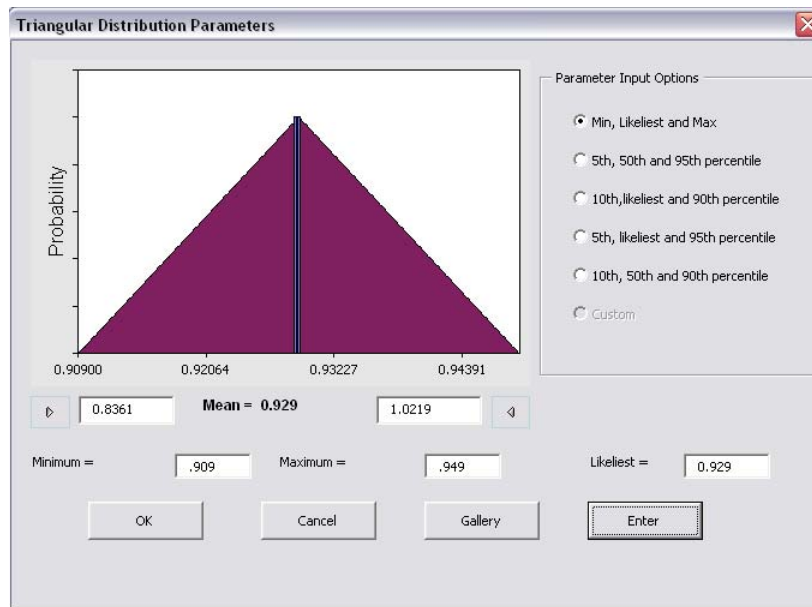 Triangular Distribution Parameters
Probability
0.90900 0.92064 0.93227 0.94391
0.8361 Mean = 0.929 1.0219
Parameter Input Options
Min, Likeliest and Max
5th, 50th and 95th percentile
10th,likeliest and 90th percentile
5th, likeliest and 95th percentile
10th, 50th and 90th percentile
Custom
Minimum = .909 Maximum = .949 Likeliest = 0.929
OK Cancel Gallery Enter